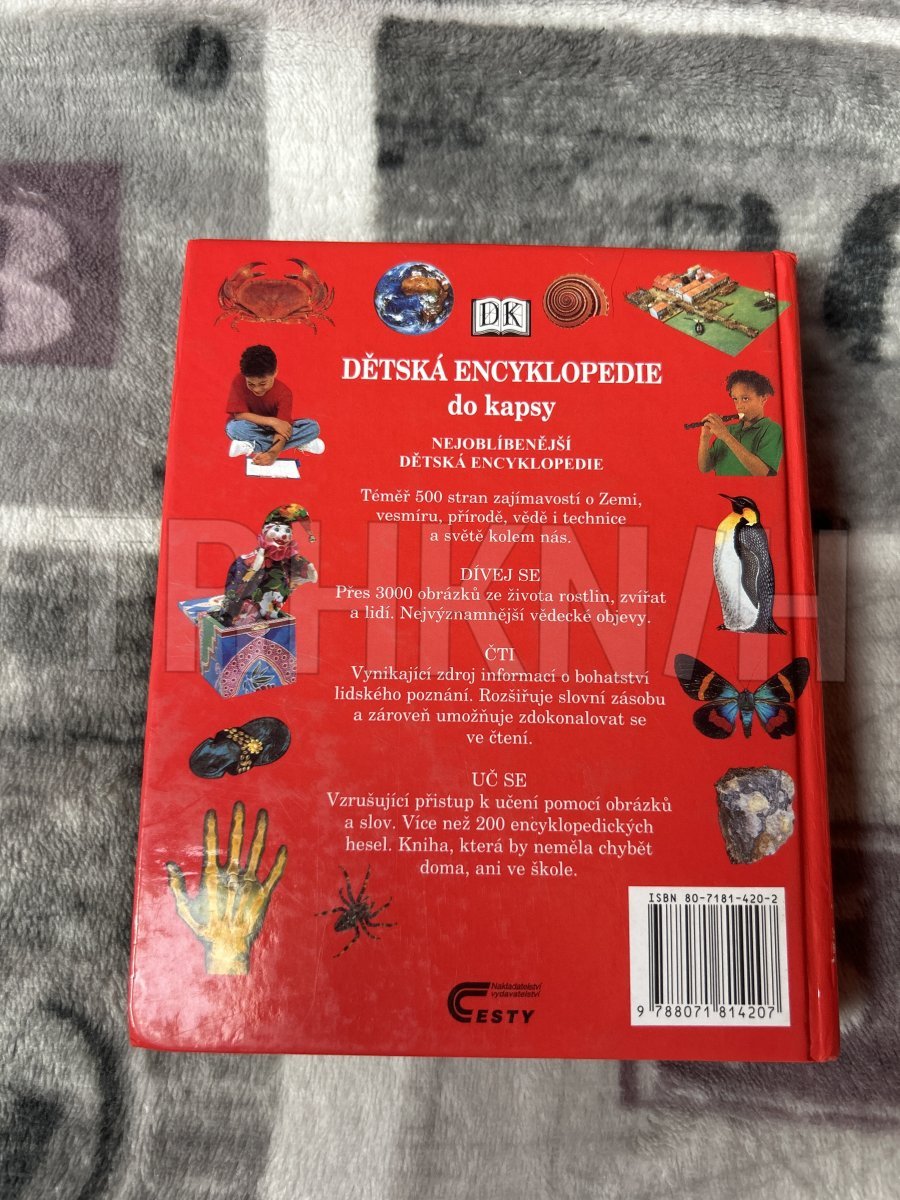 DK
DĚTSKÁ ENCYKLOPEDIE
do kapsy
NEJOBLÍBENĚJŠÍ
DĚTSKÁ ENCYKLOPEDIE
Téměř 500 stran zajímavostí o Zemi,
vesmíru, přírodě, vědě i technice
a světě kolem nás.
DÍVEJ SE
Přes 3000 obrázků ze života rostlin, zvířat
a lidí. Nejvýznamnější vědecké objevy.
ČTI
Vynikající zdroj informací o bohatství
lidského poznání. Rozšiřuje slovní zásobu
a zároveň umožňuje zdokonalovat se
ve čtení.
UČ SE
Vzrušující přistup k učení pomocí obrázků
a slov. Více než 200 encyklopedických
hesel. Kniha, která by neměla chybět
doma, ani ve škole.
ISBN 80-7181-420-2
9 788071 814207
Nakladatelství
vydavatelství
CESTY